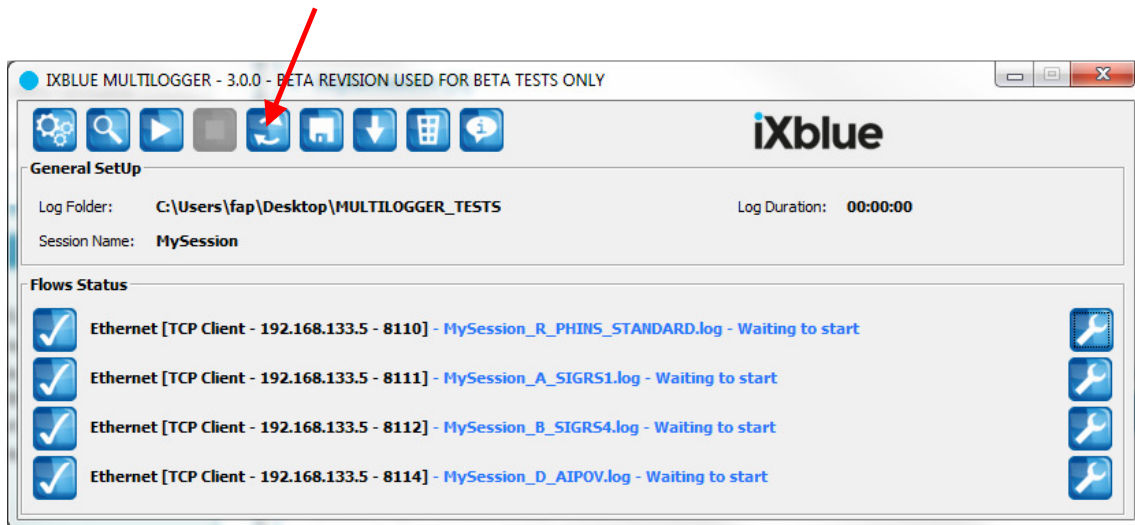 IXBLUE MULTILOGGER - 3.0.0 - BETA REVISION USED FOR BETA TESTS ONLY
iXblue
General SetUp
Log Folder: C:\Users\fap\Desktop\MULTILOGGER_TESTS Log Duration: 00:00:00
Session Name: MySession
Flows Status
Ethernet [TCP Client - 192.168.133.5 - 8110] - MySession_R_PHINS_STANDARD.log - Waiting to start
Ethernet [TCP Client - 192.168.133.5 - 8111] - MySession_A_SIGRS1.log - Waiting to start
Ethernet [TCP Client - 192.168.133.5 - 8112] - MySession_B_SIGRS4.log - Waiting to start
Ethernet [TCP Client - 192.168.133.5 - 8114] - MySession_D_AIPOV.log - Waiting to start